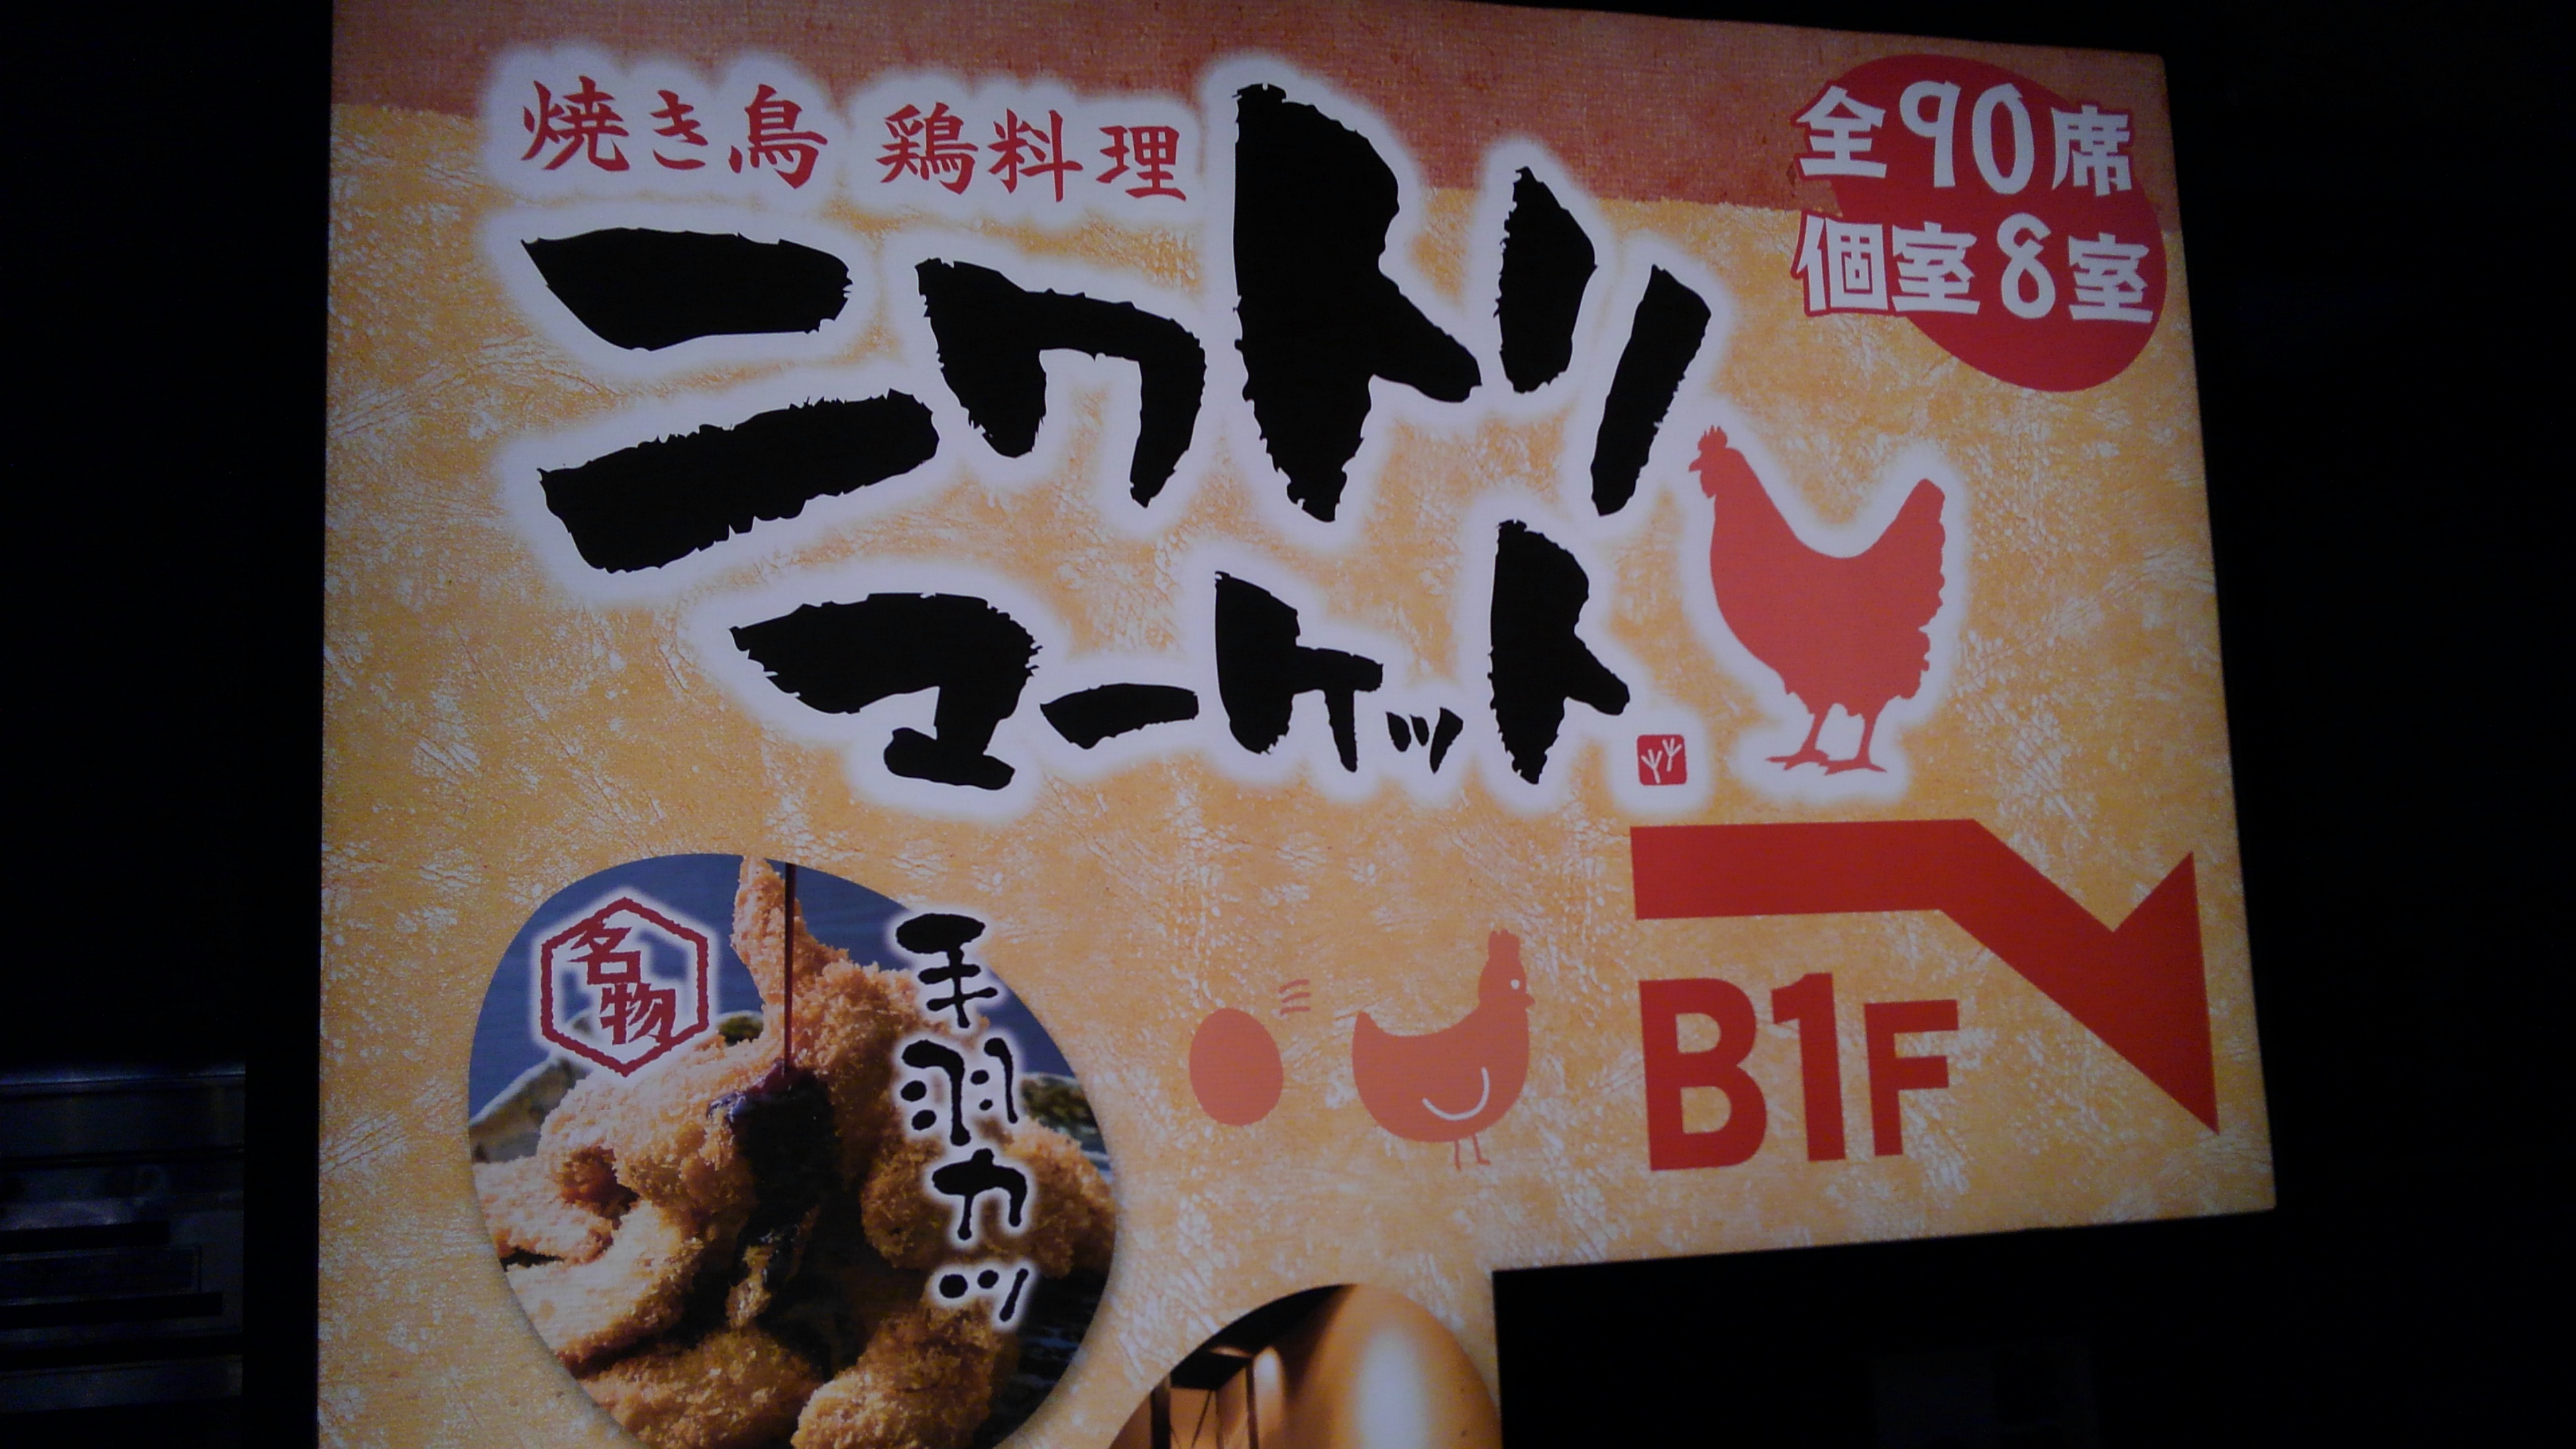 焼き鳥 鶏料理
全90席
個室8室
ニワトリ
マーケット
名物
手羽カツ
B1F